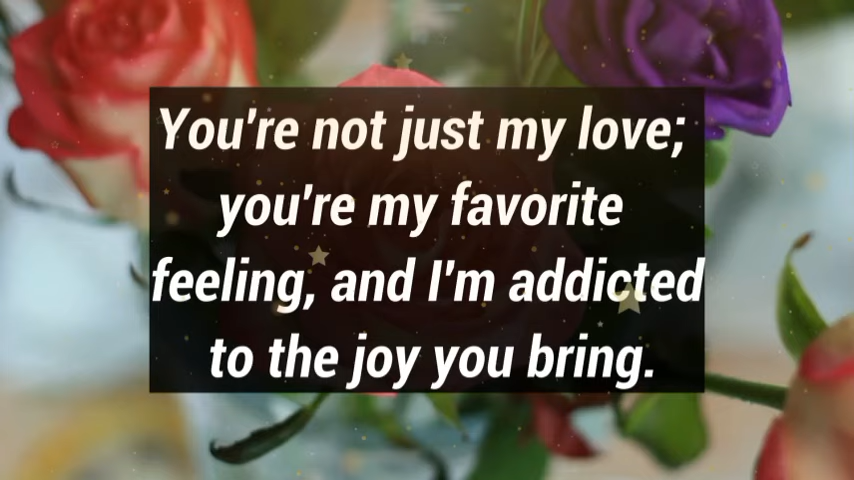 You're not just my love;
you're my favorite
feeling, and I'm addicted
to the joy you bring.